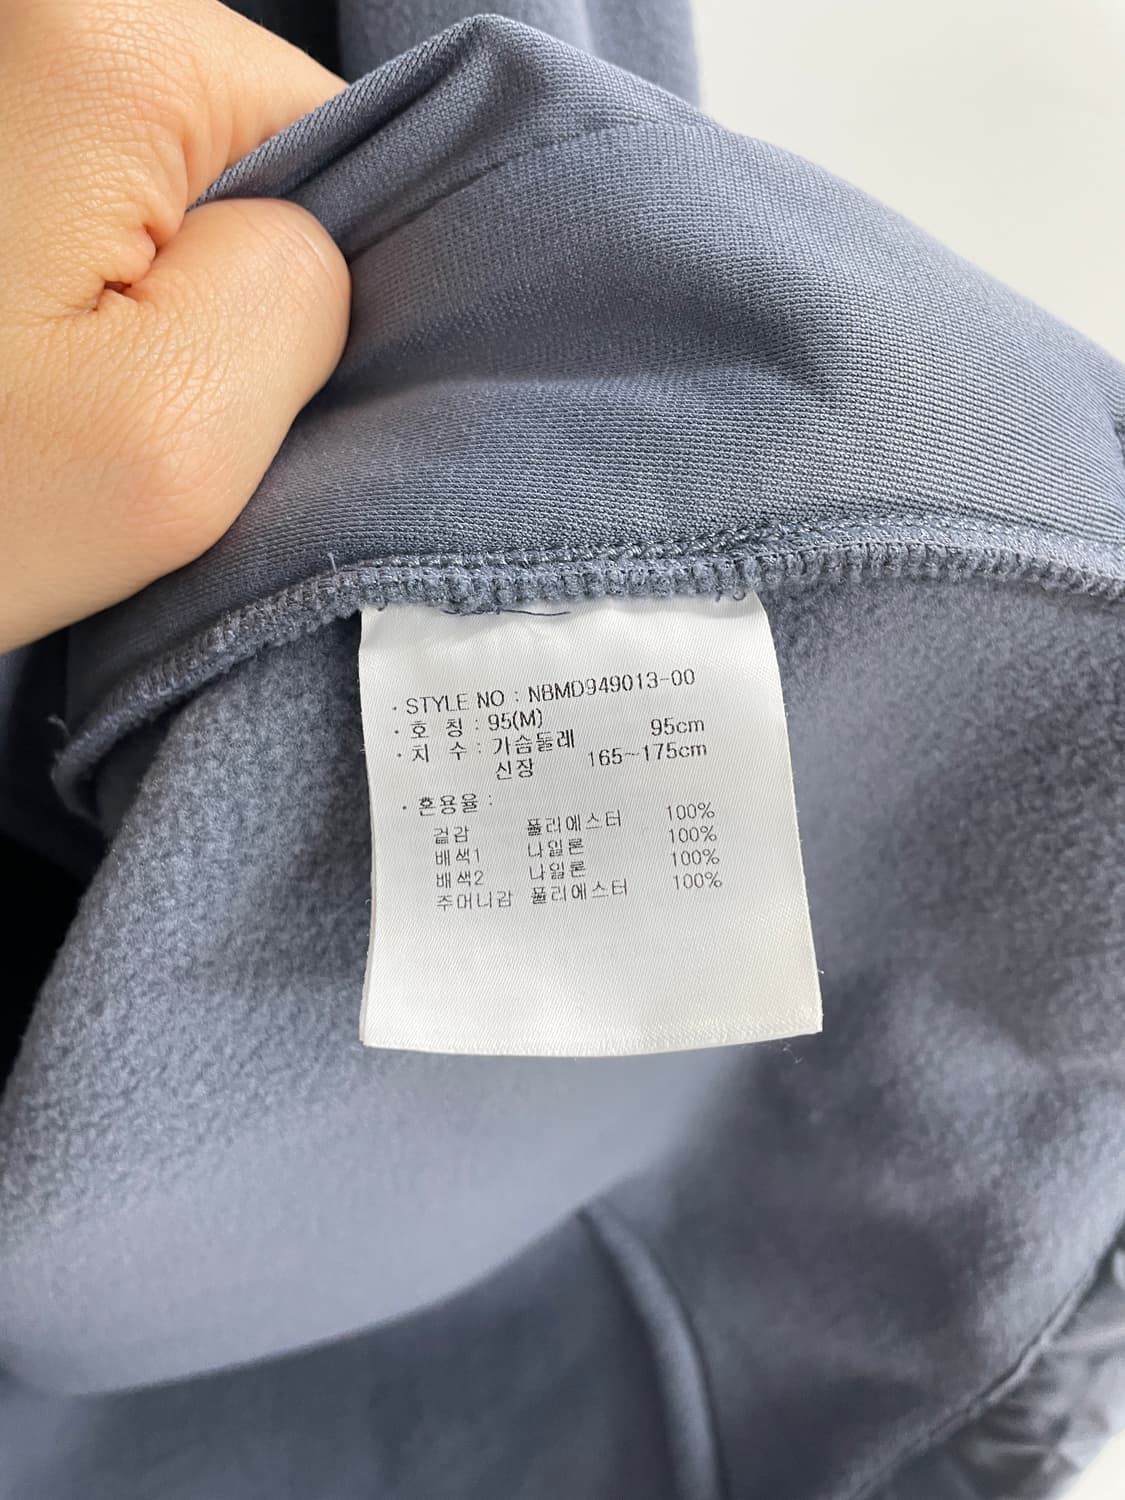 · STYLE NO : NBMD949013-00
· 호 칭 : 95(M)
· 치 수 : 가슴둘레 95cm
신장 165~175cm
· 혼용율 :
겉감 폴리에스터 100%
배색1 나일론 100%
배색2 나일론 100%
주머니감 폴리에스터 100%